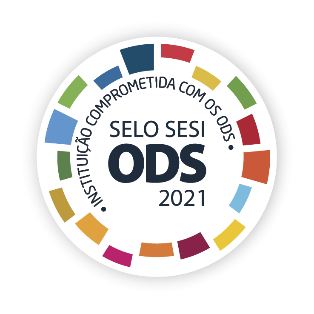 • INSTITUIÇÃO COMPROMETIDA COM OS ODS •
SELO SESI
ODS
2021